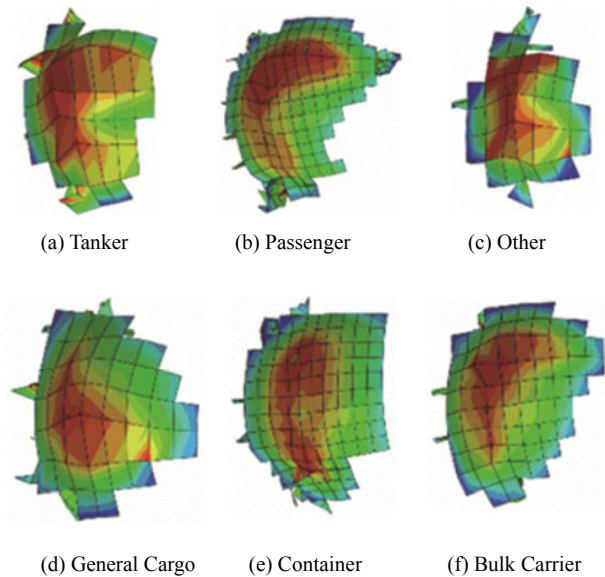 (a) Tanker (b) Passenger (c) Other
(d) General Cargo (e) Container (f) Bulk Carrier